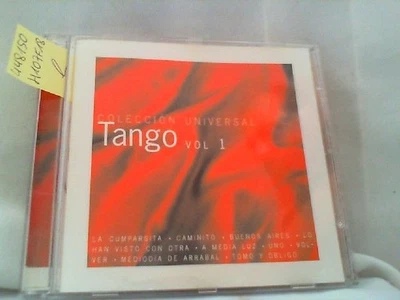 COLECCIÓN UNIVERSAL
Tango VOL 1
LA CUMPARSITA • CAMINITO • BUENOS AIRES • LO
HAN VISTO CON OTRA • A MEDIA LUZ • UNO • VOL-
VER • MEDIODÍA DE ARRABAL • TOMO Y OBLIGO